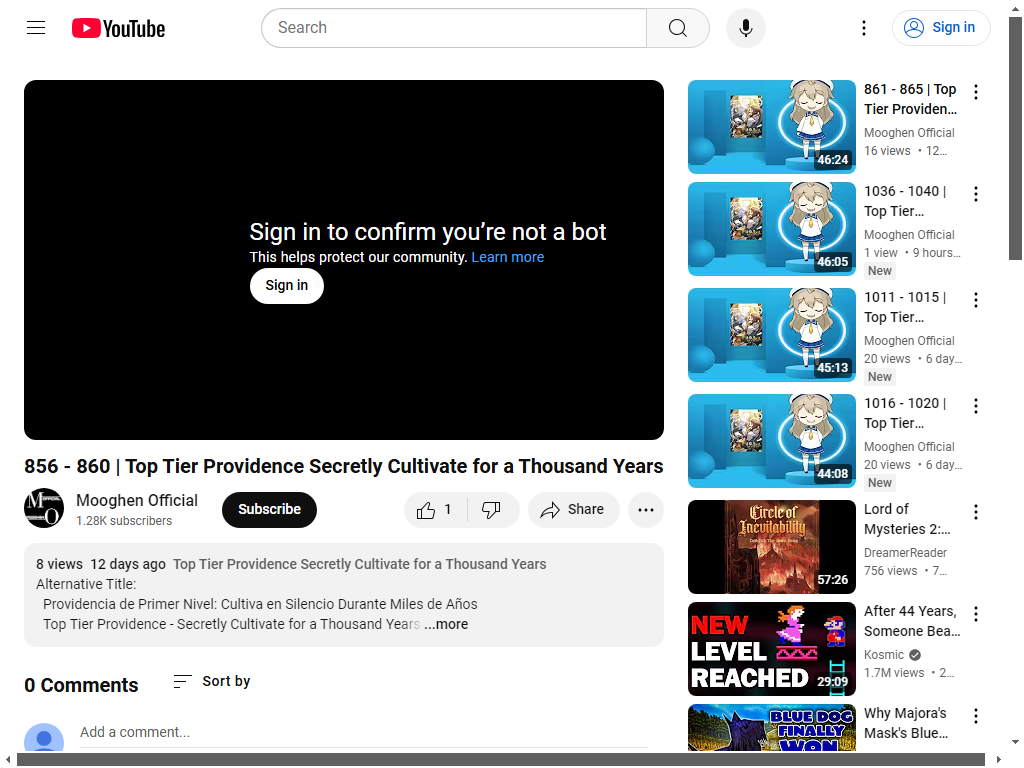 YouTube
Search
Sign in
Sign in to confirm you’re not a bot
This helps protect our community. Learn more
Sign in
856 - 860 | Top Tier Providence Secretly Cultivate for a Thousand Years
Mooghen Official
1.28K subscribers
Subscribe
1
Share
8 views 12 days ago Top Tier Providence Secretly Cultivate for a Thousand Years
Alternative Title:
Providencia de Primer Nivel: Cultiva en Silencio Durante Miles de Años
Top Tier Providence - Secretly Cultivate for a Thousand Years ...more
0 Comments
Sort by
Add a comment...
46:24
861 - 865 | Top
Tier Providen...
Mooghen Official
16 views • 12...
46:05
1036 - 1040 |
Top Tier...
Mooghen Official
1 view • 9 hours...
New
45:13
1011 - 1015 |
Top Tier...
Mooghen Official
20 views • 6 day...
New
44:08
1016 - 1020 |
Top Tier...
Mooghen Official
20 views • 6 day...
New
Circle of
Inevitability
57:26
Lord of
Mysteries 2:...
DreamerReader
756 views • 7...
NEW
LEVEL
REACHED
29:09
After 44 Years,
Someone Bea...
Kosmic
1.7M views • 2...
BLUE DOG
FINALLY
WON
Why Majora's
Mask's Blue...